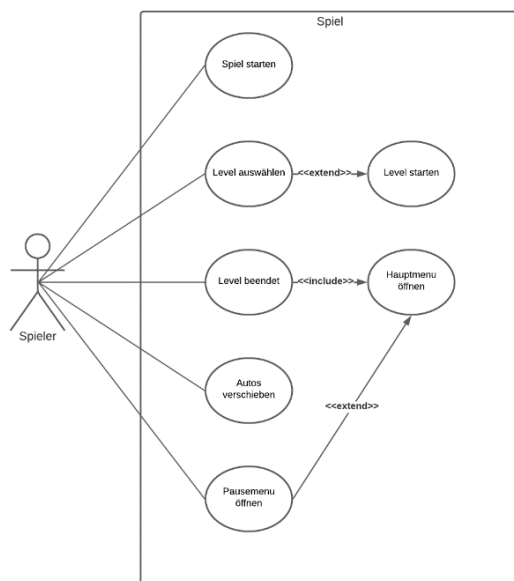 Spiel
Spiel starten
Level auswählen
<<extend>>
Level starten
Level beendet
<<include>>
Hauptmenu
öffnen
Spieler
Autos
verschieben
<<extend>>
Pausemenu
öffnen